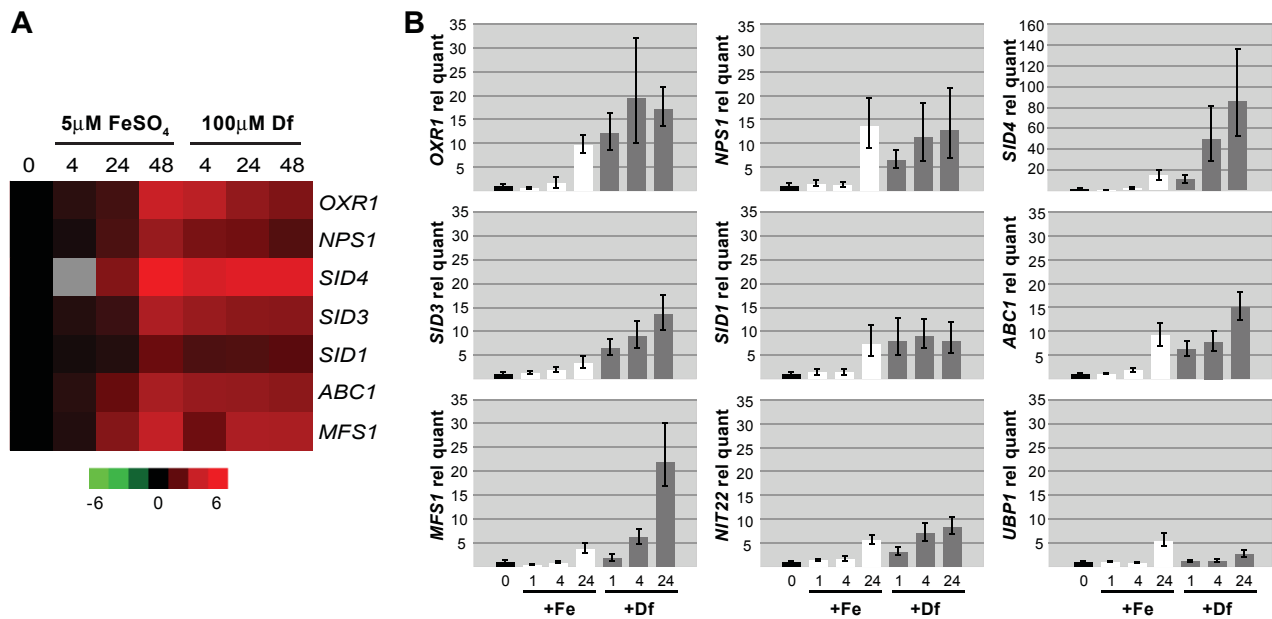 A
5μM FeSO4 100μM Df
0 4 24 48 4 24 48
OXR1
NPS1
SID4
SID3
SID1
ABC1
MFS1
-6 0 6
B
OXR1 rel quant
35
30
25
20
15
10
5
NPS1 rel quant
35
30
25
20
15
10
5
SID4 rel quant
160
140
120
100
80
60
40
20
SID3 rel quant
35
30
25
20
15
10
5
SID1 rel quant
35
30
25
20
15
10
5
ABC1 rel quant
35
30
25
20
15
10
5
MFS1 rel quant
35
30
25
20
15
10
5
0 1 4 24 1 4 24
+Fe +Df
NIT22 rel quant
35
30
25
20
15
10
5
0 1 4 24 1 4 24
+Fe +Df
UBP1 rel quant
35
30
25
20
15
10
5
0 1 4 24 1 4 24
+Fe +Df